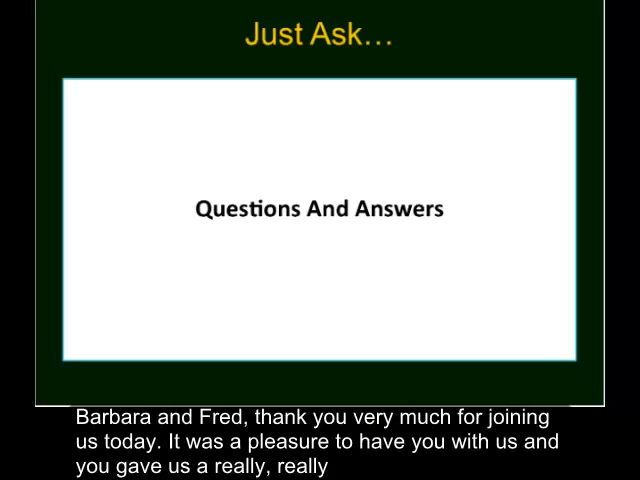 Just Ask…
Questions And Answers
Barbara and Fred, thank you very much for joining
us today. It was a pleasure to have you with us and
you gave us a really, really